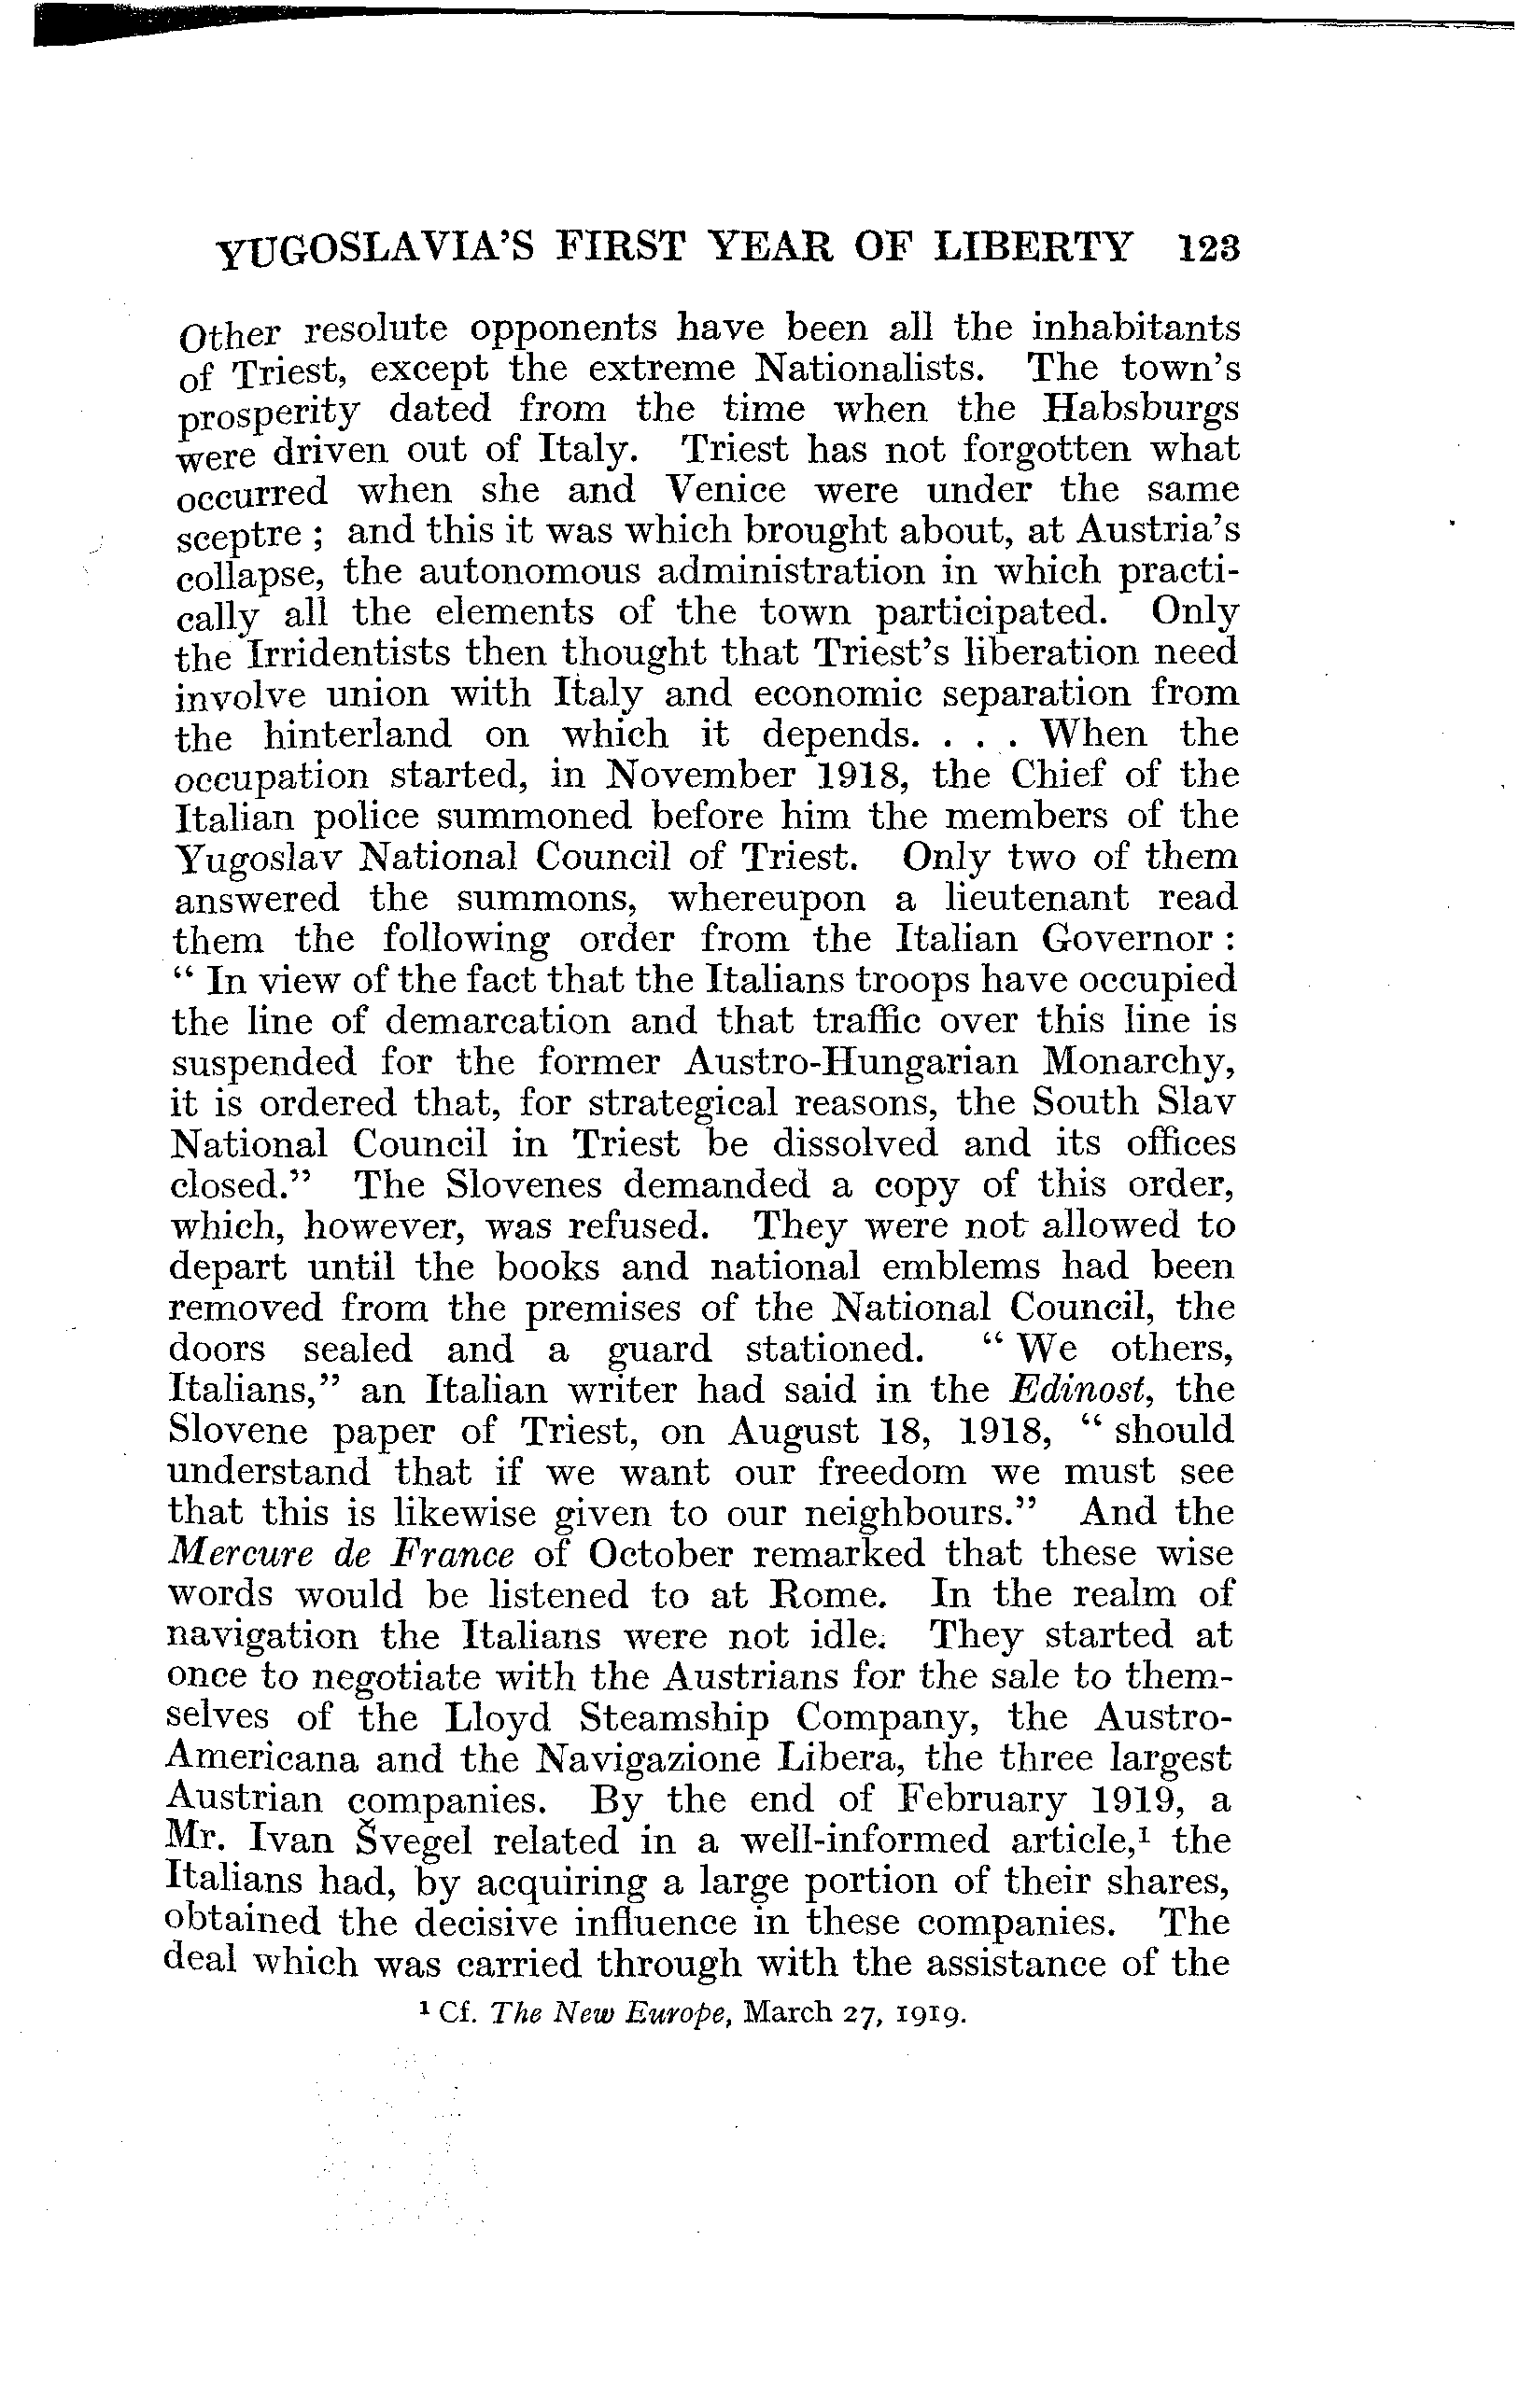 YUGOSLAVIA'S FIRST YEAR OF LIBERTY 123
Other resolute opponents have been all the inhabitants
of Triest, except the extreme Nationalists. The town's
prosperity dated from the time when the Habsburgs
were driven out of Italy. Triest has not forgotten what
occurred when she and Venice were under the same
sceptre ; and this it was which brought about, at Austria's
collapse, the autonomous administration in which practi-
cally all the elements of the town participated. Only
the Irridentists then thought that Triest's liberation need
involve union with Italy and economic separation from
the hinterland on which it depends. . . . When the
occupation started, in November 1918, the Chief of the
Italian police summoned before him the members of the
Yugoslav National Council of Triest. Only two of them
answered the summons, whereupon a lieutenant read
them the following order from the Italian Governor :
“ In view of the fact that the Italians troops have occupied
the line of demarcation and that traffic over this line is
suspended for the former Austro-Hungarian Monarchy,
it is ordered that, for strategical reasons, the South Slav
National Council in Triest be dissolved and its offices
closed.” The Slovenes demanded a copy of this order,
which, however, was refused. They were not allowed to
depart until the books and national emblems had been
removed from the premises of the National Council, the
doors sealed and a guard stationed. “ We others,
Italians,” an Italian writer had said in the Edinost, the
Slovene paper of Triest, on August 18, 1918, “ should
understand that if we want our freedom we must see
that this is likewise given to our neighbours.” And the
Mercure de France of October remarked that these wise
words would be listened to at Rome. In the realm of
navigation the Italians were not idle. They started at
once to negotiate with the Austrians for the sale to them-
selves of the Lloyd Steamship Company, the Austro-
Americana and the Navigazione Libera, the three largest
Austrian companies. By the end of February 1919, a
Mr. Ivan Švegel related in a well-informed article,¹ the
Italians had, by acquiring a large portion of their shares,
obtained the decisive influence in these companies. The
deal which was carried through with the assistance of the
¹ Cf. The New Europe, March 27, 1919.